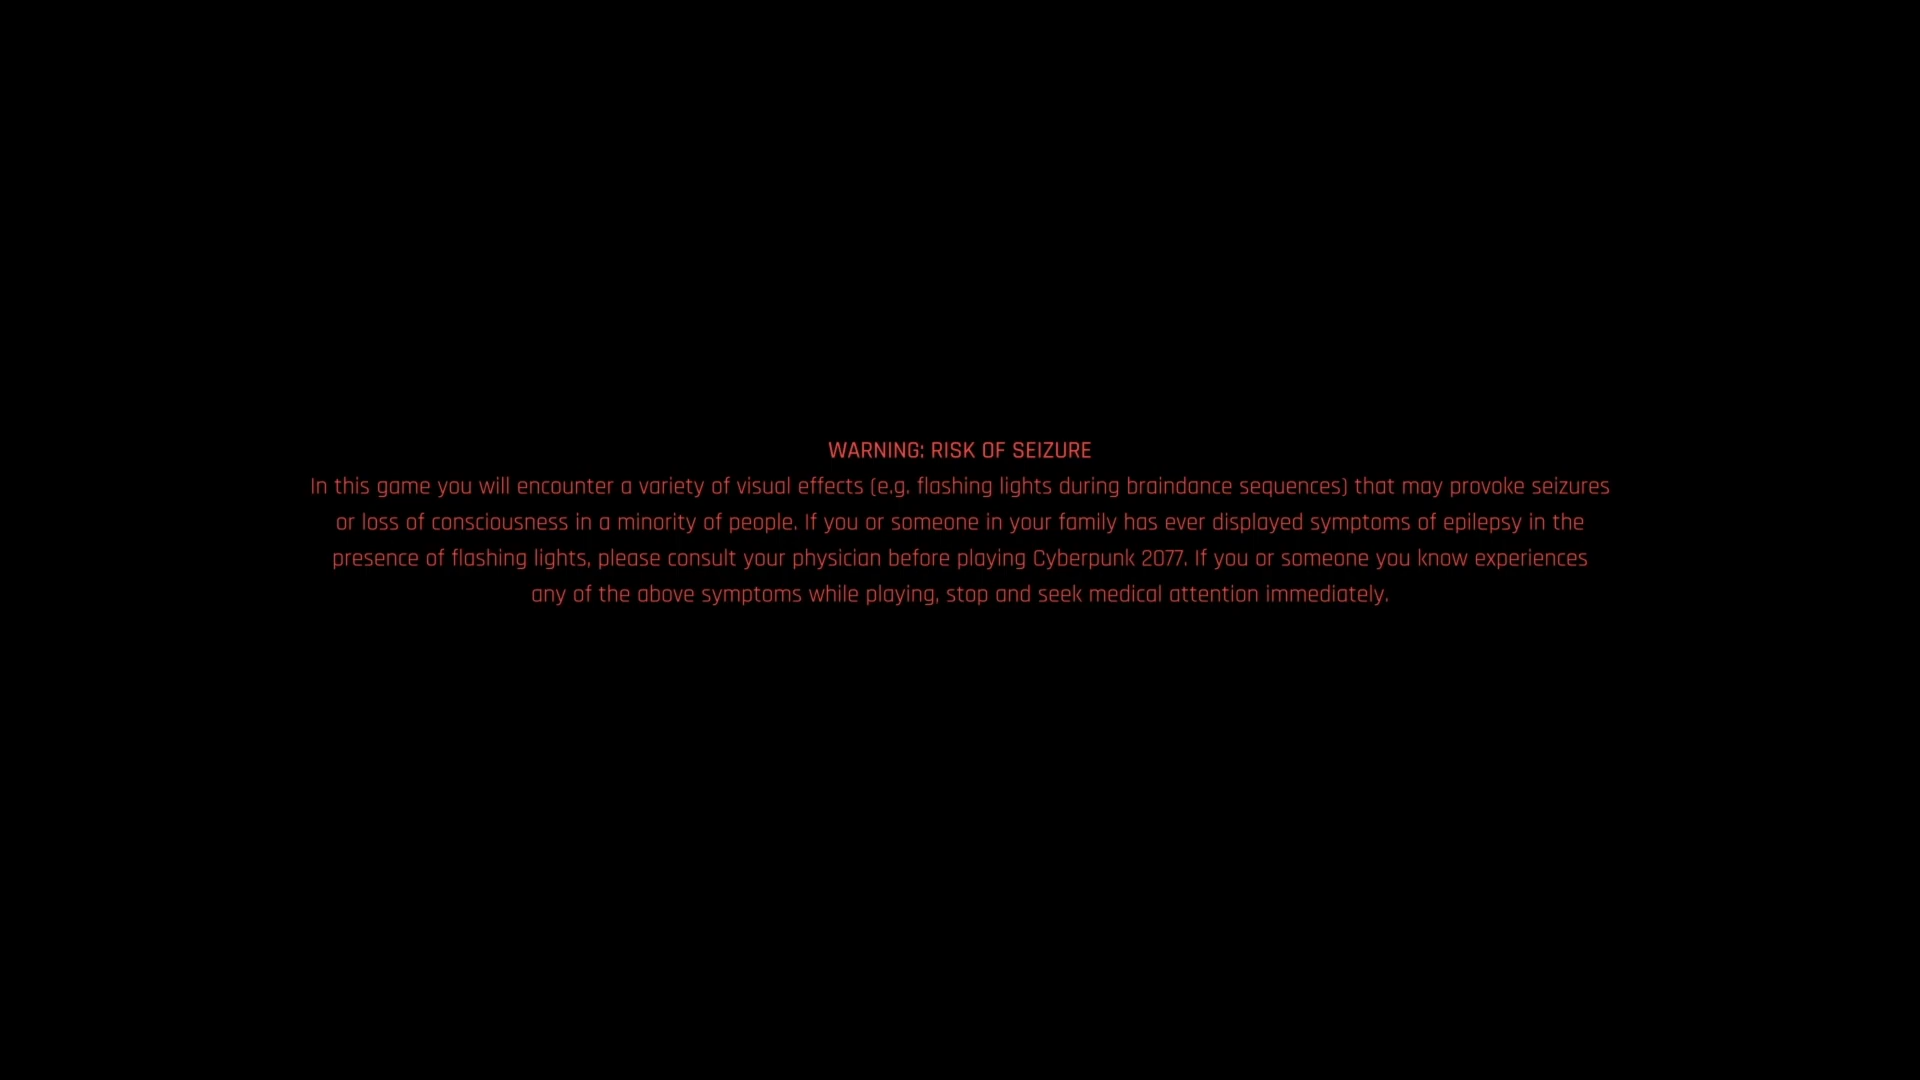 WARNING: RISK OF SEIZURE
In this game you will encounter a variety of visual effects (e.g. flashing lights during braindance sequences) that may provoke seizures
or loss of consciousness in a minority of people. If you or someone in your family has ever displayed symptoms of epilepsy in the
presence of flashing lights, please consult your physician before playing Cyberpunk 2077. If you or someone you know experiences
any of the above symptoms while playing, stop and seek medical attention immediately.